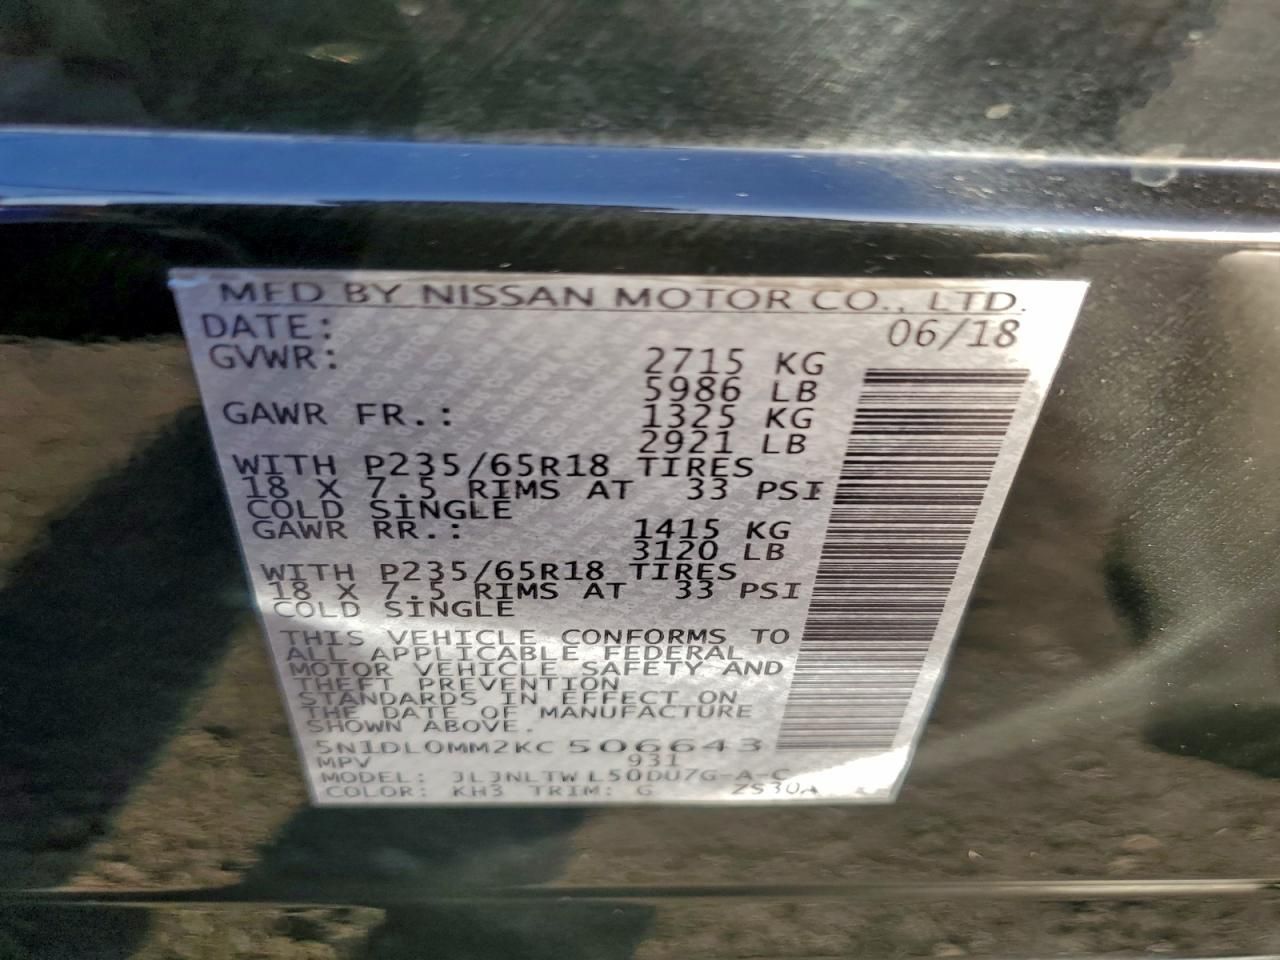 MFD BY NISSAN MOTOR CO., LTD.
DATE: 06/18
GVWR: 2715 KG
5986 LB
GAWR FR.: 1325 KG
2921 LB
WITH P235/65R18 TIRES
18 X 7.5 RIMS AT 33 PSI
COLD SINGLE
GAWR RR.: 1415 KG
3120 LB
WITH P235/65R18 TIRES
18 X 7.5 RIMS AT 33 PSI
COLD SINGLE
THIS VEHICLE CONFORMS TO
ALL APPLICABLE FEDERAL
MOTOR VEHICLE SAFETY AND
THEFT PREVENTION
STANDARDS IN EFFECT ON
THE DATE OF MANUFACTURE
SHOWN ABOVE.
5N1DL0MM2KC506643
MPV 931
MODEL: JLJNLTW L50DU7G-A-C
COLOR: KH3 TRIM: G ZS30A